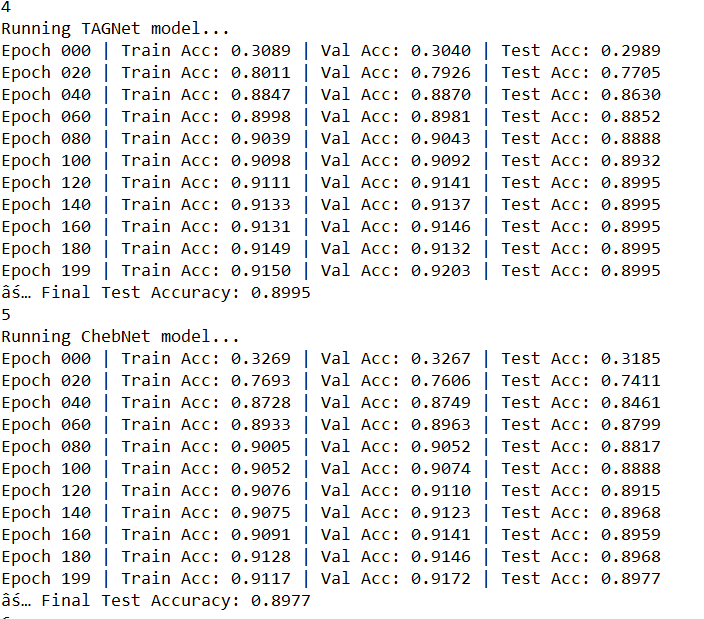 4
Running TAGNet model...
Epoch 000 | Train Acc: 0.3089 | Val Acc: 0.3040 | Test Acc: 0.2989
Epoch 020 | Train Acc: 0.8011 | Val Acc: 0.7926 | Test Acc: 0.7705
Epoch 040 | Train Acc: 0.8847 | Val Acc: 0.8870 | Test Acc: 0.8630
Epoch 060 | Train Acc: 0.8998 | Val Acc: 0.8981 | Test Acc: 0.8852
Epoch 080 | Train Acc: 0.9039 | Val Acc: 0.9043 | Test Acc: 0.8888
Epoch 100 | Train Acc: 0.9098 | Val Acc: 0.9092 | Test Acc: 0.8932
Epoch 120 | Train Acc: 0.9111 | Val Acc: 0.9141 | Test Acc: 0.8995
Epoch 140 | Train Acc: 0.9133 | Val Acc: 0.9137 | Test Acc: 0.8995
Epoch 160 | Train Acc: 0.9131 | Val Acc: 0.9146 | Test Acc: 0.8995
Epoch 180 | Train Acc: 0.9149 | Val Acc: 0.9132 | Test Acc: 0.8995
Epoch 199 | Train Acc: 0.9150 | Val Acc: 0.9203 | Test Acc: 0.8995
âś… Final Test Accuracy: 0.8995
5
Running ChebNet model...
Epoch 000 | Train Acc: 0.3269 | Val Acc: 0.3267 | Test Acc: 0.3185
Epoch 020 | Train Acc: 0.7693 | Val Acc: 0.7606 | Test Acc: 0.7411
Epoch 040 | Train Acc: 0.8728 | Val Acc: 0.8749 | Test Acc: 0.8461
Epoch 060 | Train Acc: 0.8933 | Val Acc: 0.8963 | Test Acc: 0.8799
Epoch 080 | Train Acc: 0.9005 | Val Acc: 0.9052 | Test Acc: 0.8817
Epoch 100 | Train Acc: 0.9052 | Val Acc: 0.9074 | Test Acc: 0.8888
Epoch 120 | Train Acc: 0.9076 | Val Acc: 0.9110 | Test Acc: 0.8915
Epoch 140 | Train Acc: 0.9075 | Val Acc: 0.9123 | Test Acc: 0.8968
Epoch 160 | Train Acc: 0.9091 | Val Acc: 0.9141 | Test Acc: 0.8959
Epoch 180 | Train Acc: 0.9128 | Val Acc: 0.9146 | Test Acc: 0.8968
Epoch 199 | Train Acc: 0.9117 | Val Acc: 0.9172 | Test Acc: 0.8977
âś… Final Test Accuracy: 0.8977